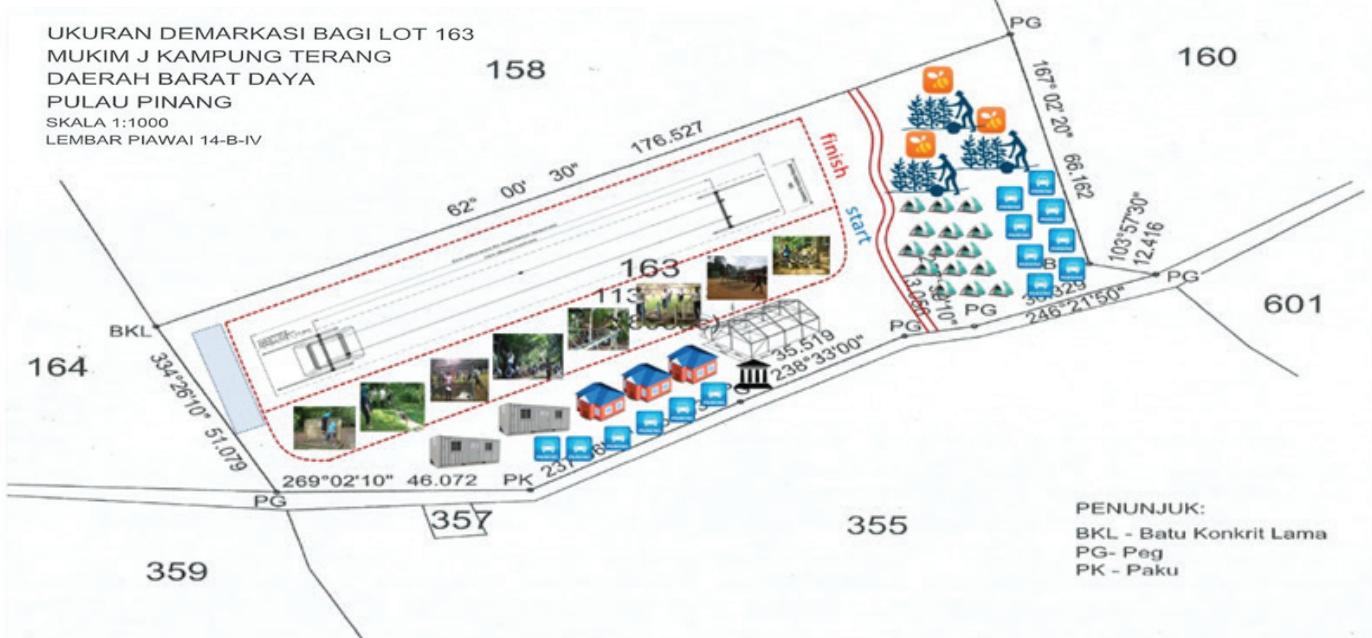 UKURAN DEMARKASI BAGI LOT 163
MUKIM J KAMPUNG TERANG
DAERAH BARAT DAYA
PULAU PINANG
SKALA 1:1000
LEMBAR PIAWAI 14-B-IV
158
160
PG
167° 02' 20" 66.162
62° 00' 30" 176.527
finish
start
103°57'30"
12.416
PG
601
163
BKL
164
334°26'10" 51.079
PG
PG
246°21'50"
35.519
238°33'00"
269°02'10" 46.072 PK
PG
357
355
359
PENUNJUK:
BKL - Batu Konkrit Lama
PG- Peg
PK - Paku